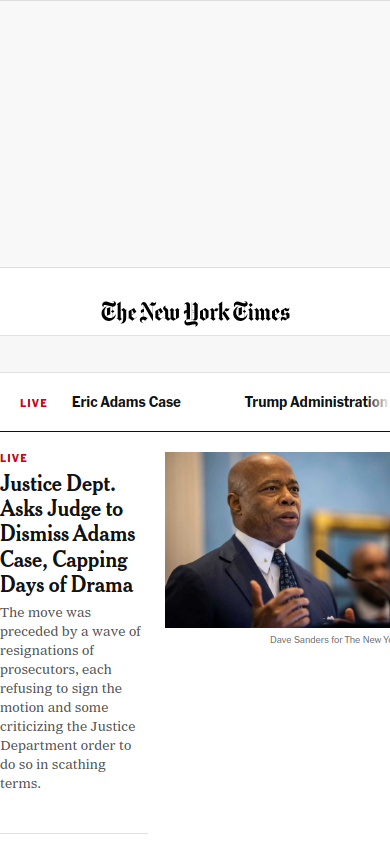 The New York Times
LIVE Eric Adams Case Trump Administration
LIVE
Justice Dept.
Asks Judge to
Dismiss Adams
Case, Capping
Days of Drama
The move was
preceded by a wave of
resignations of
prosecutors, each
refusing to sign the
motion and some
criticizing the Justice
Department order to
do so in scathing
terms.
Dave Sanders for The New Yo